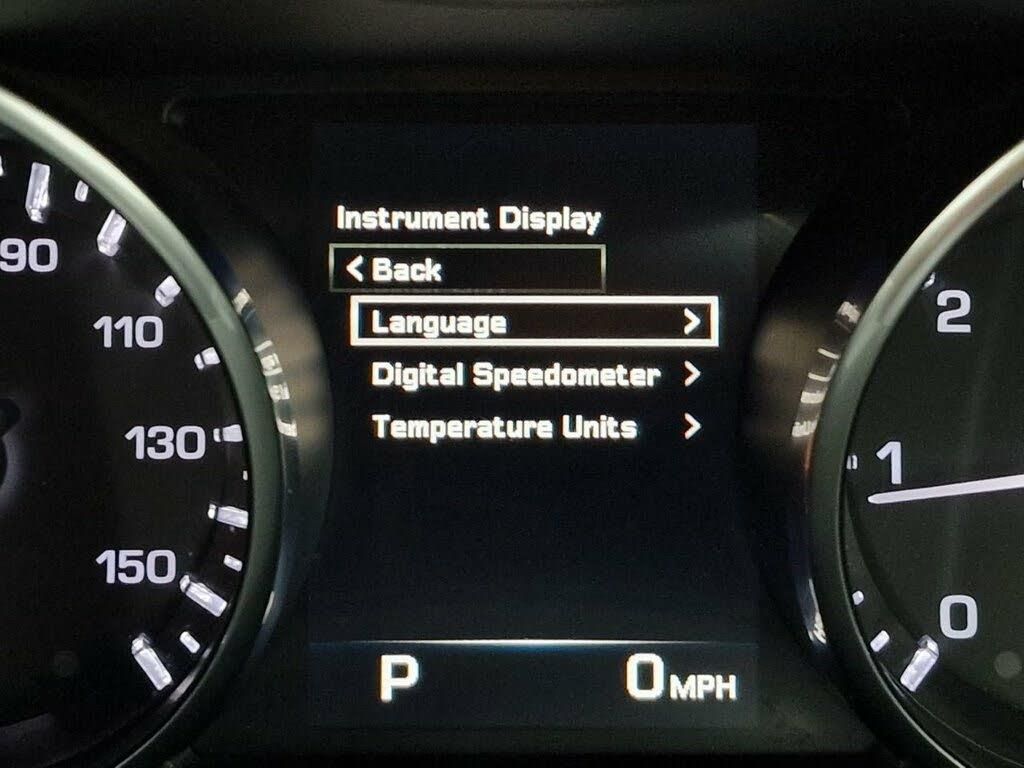 Instrument Display
< Back
Language >
Digital Speedometer >
Temperature Units >
P 0 MPH
90
110
130
150
2
1
0